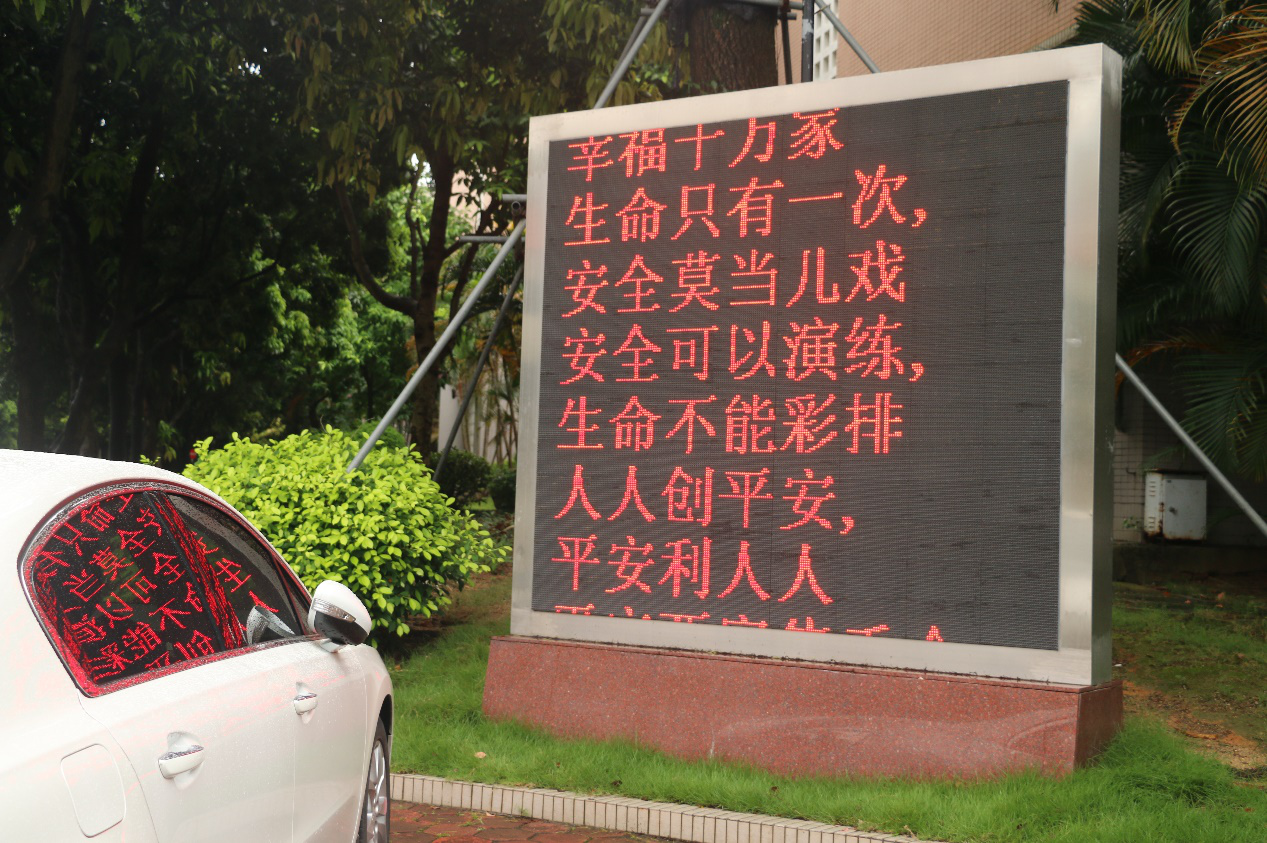 幸福千万家
生命只有一次,
安全莫当儿戏
安全可以演练,
生命不能彩排
人人创平安,
平安利人人